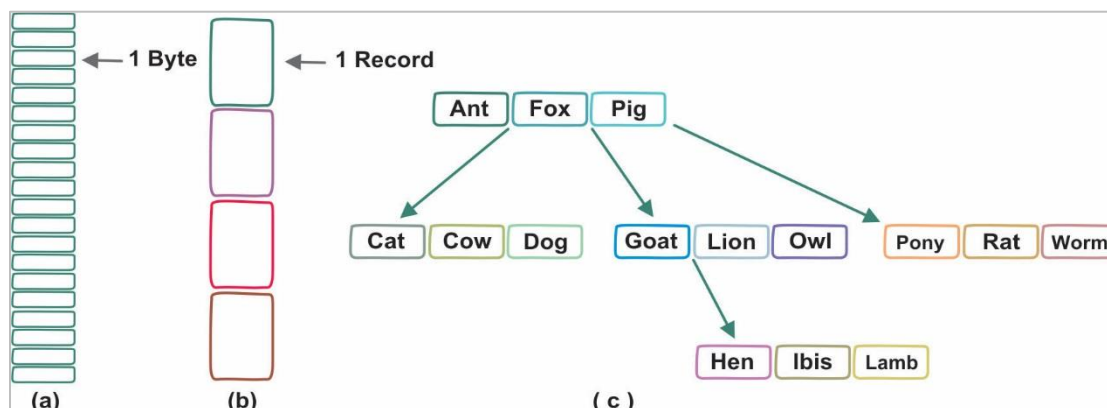 1 Byte
1 Record
Ant Fox Pig
Cat Cow Dog Goat Lion Owl Pony Rat Worm
Hen Ibis Lamb
(a) (b) ( c )